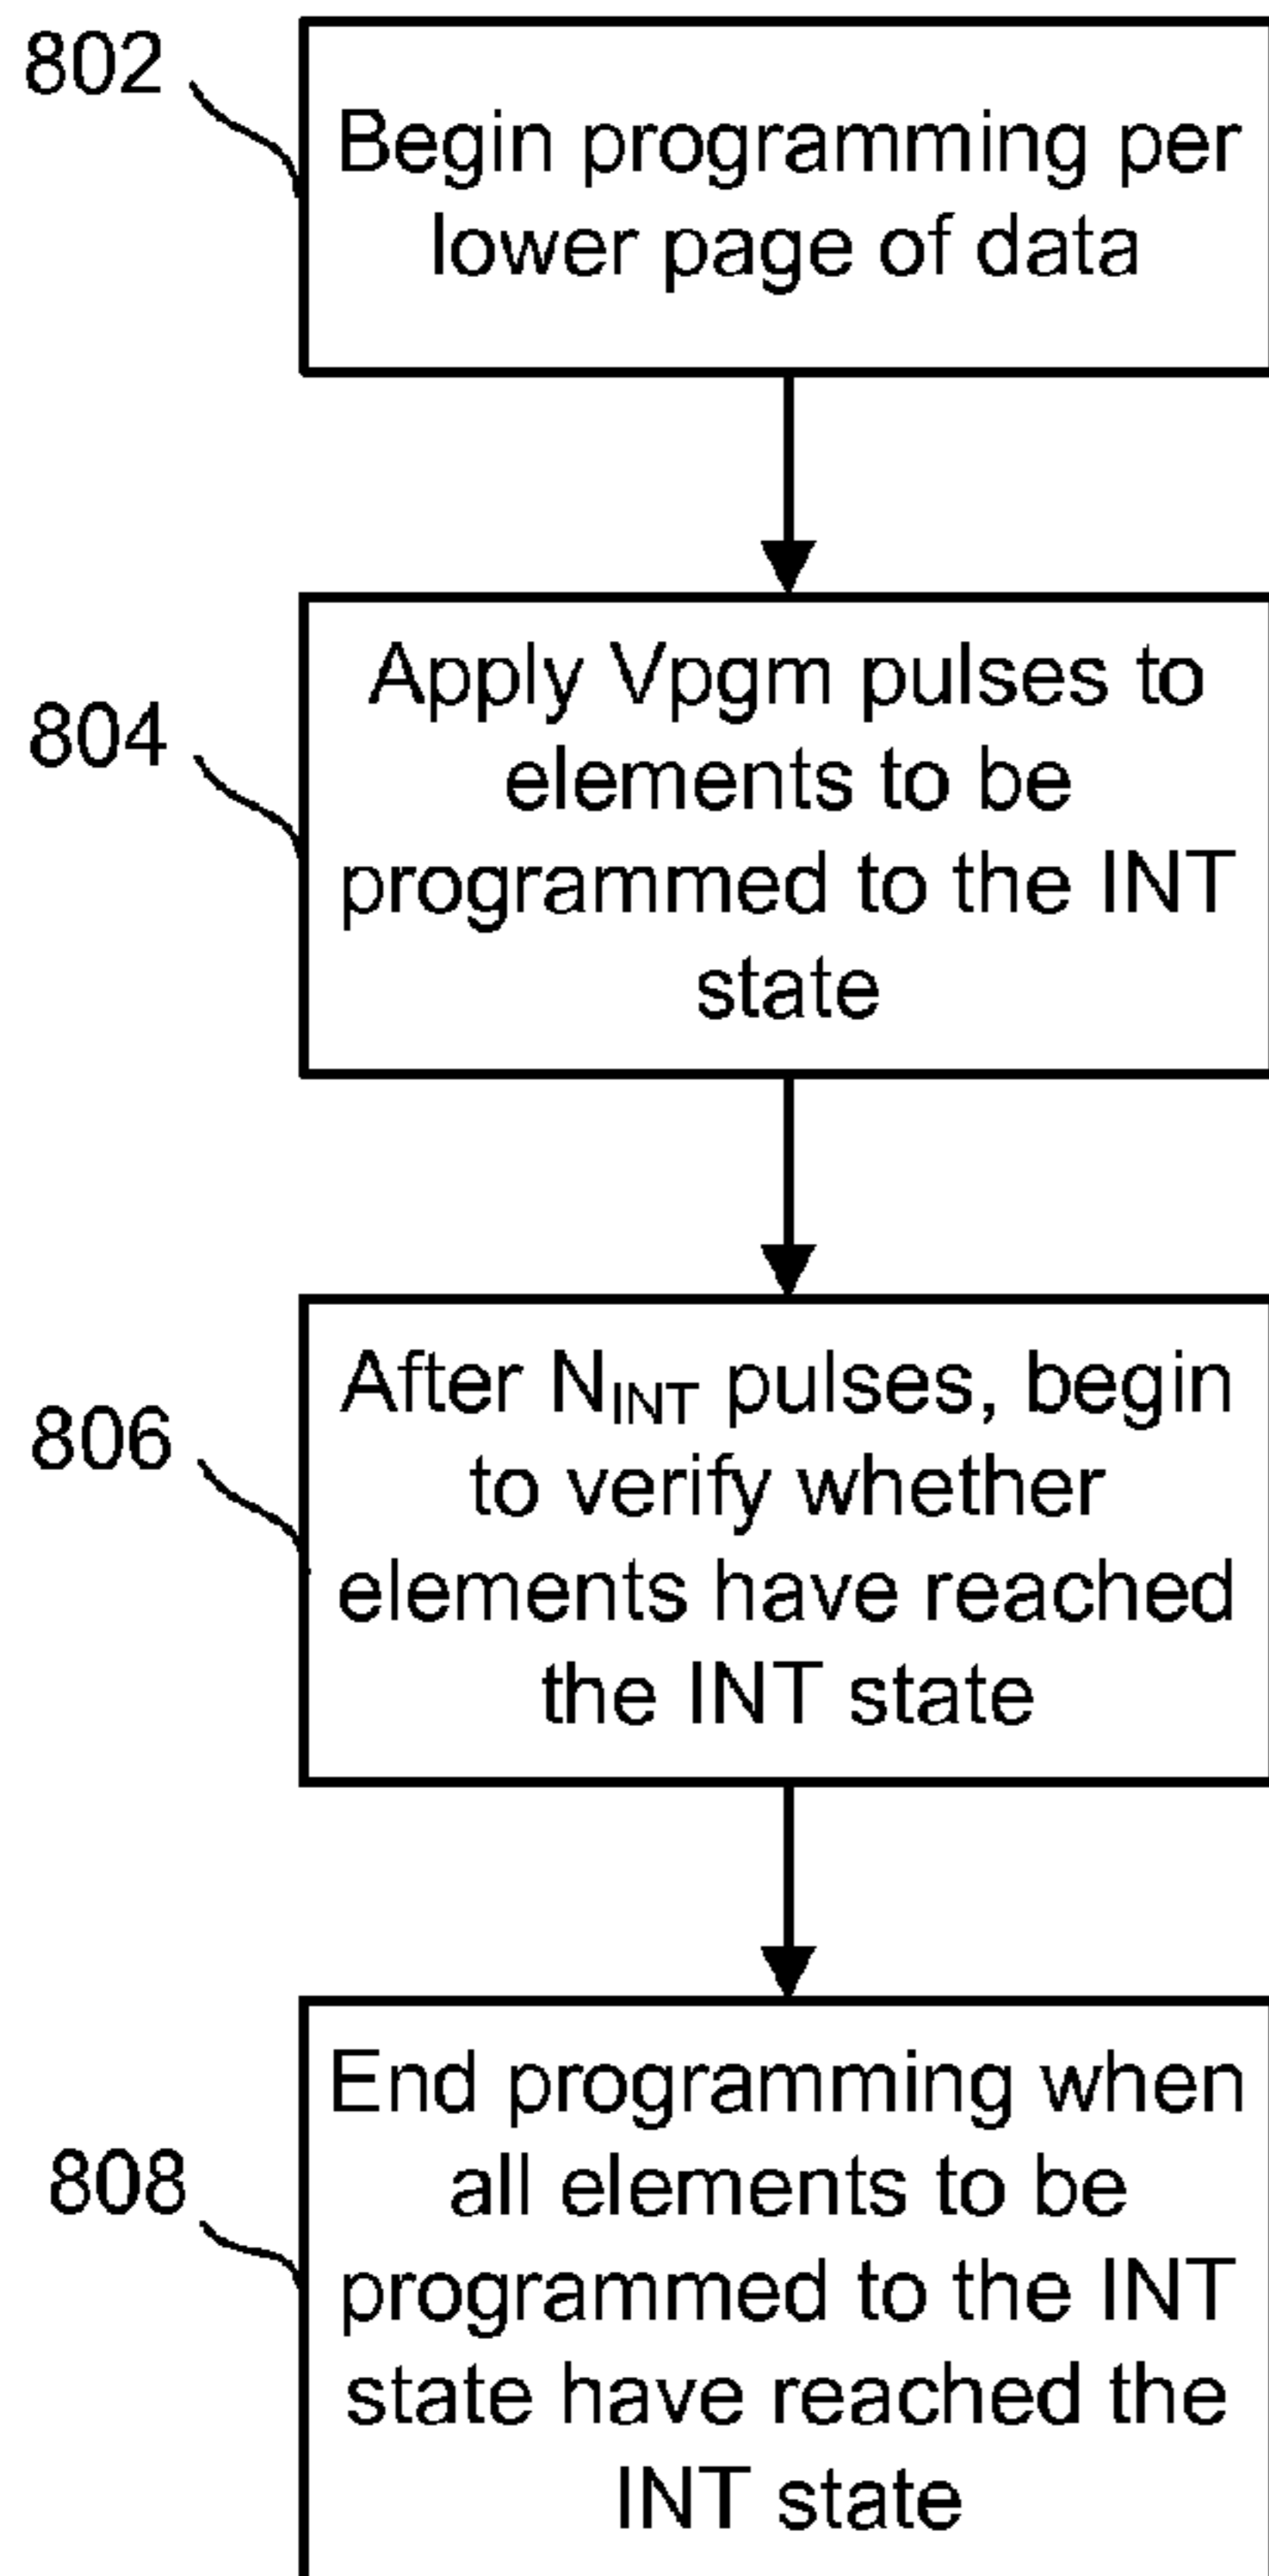 802
Begin programming per
lower page of data
804
Apply Vpgm pulses to
elements to be
programmed to the INT
state
806
After N_INT pulses, begin
to verify whether
elements have reached
the INT state
808
End programming when
all elements to be
programmed to the INT
state have reached the
INT state